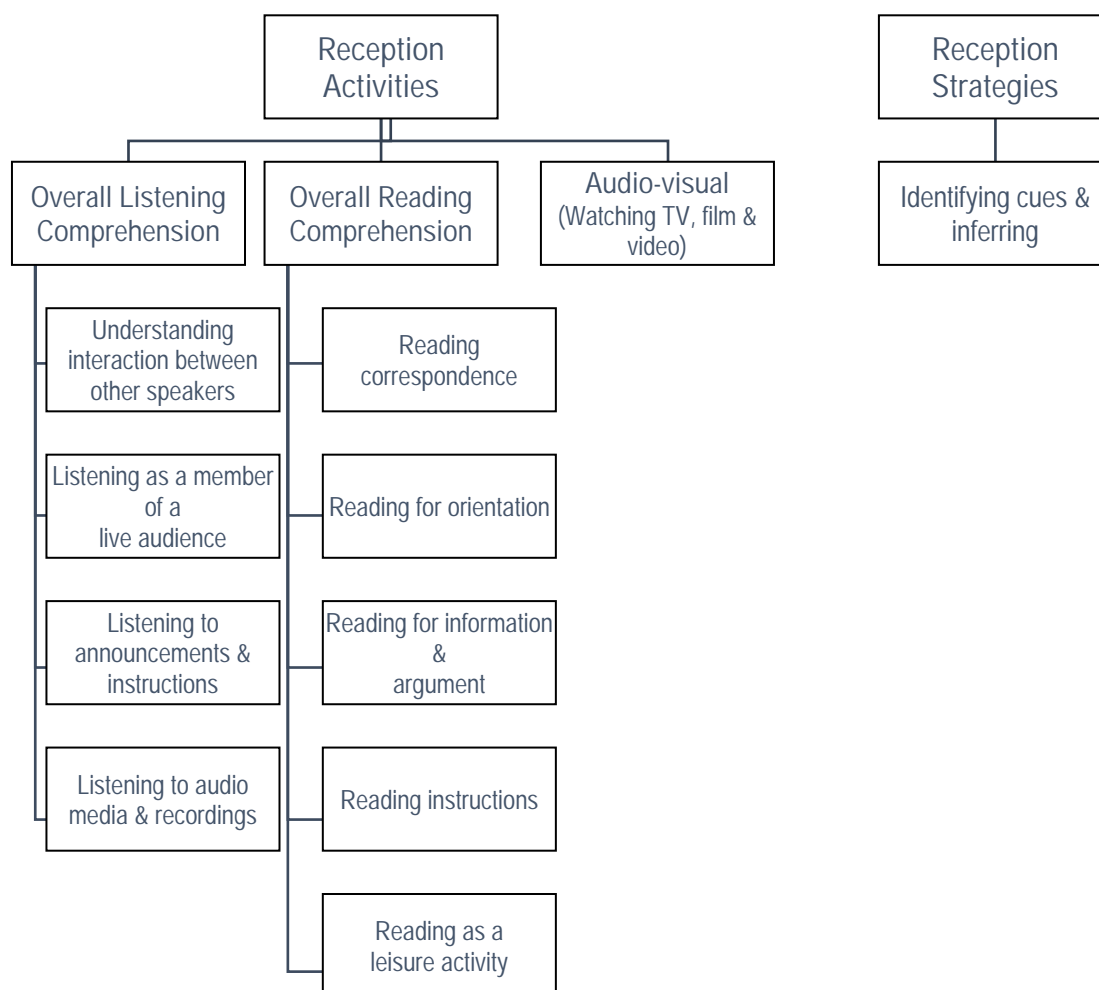 Reception
Activities
Reception
Strategies
Overall Listening
Comprehension
Overall Reading
Comprehension
Audio-visual
(Watching TV, film &
video)
Identifying cues &
inferring
Understanding
interaction between
other speakers
Reading
correspondence
Listening as a member
of a
live audience
Reading for orientation
Listening to
announcements &
instructions
Reading for information
&
argument
Listening to audio
media & recordings
Reading instructions
Reading as a
leisure activity